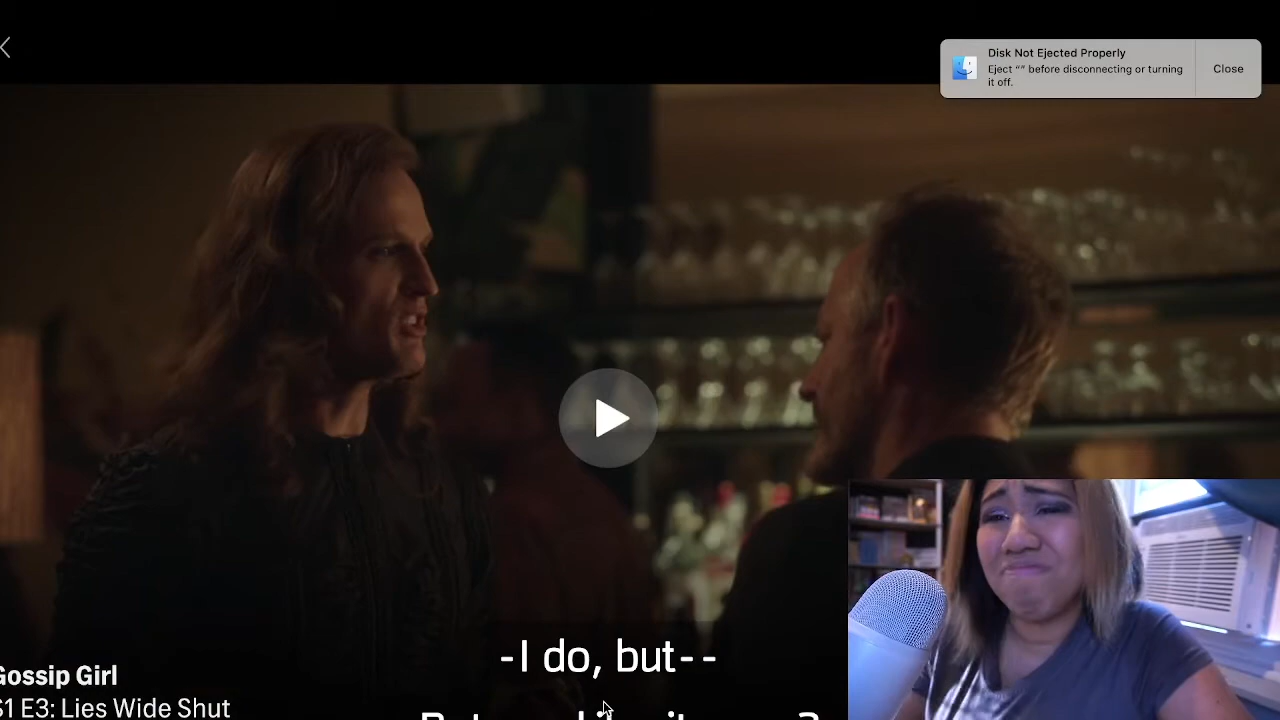 Disk Not Ejected Properly
Eject “” before disconnecting or turning
it off.
Close
-I do, but--
Gossip Girl
S1 E3: Lies Wide Shut